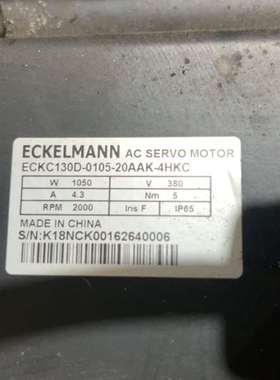 ECKELMANN AC SERVO MOTOR
ECKC130D-0105-20AAK-4HKC
W 1050 V 380
A 4.3 Nm 5
RPM 2000 Ins F IP65
MADE IN CHINA
S/N:K18NCK00162640006